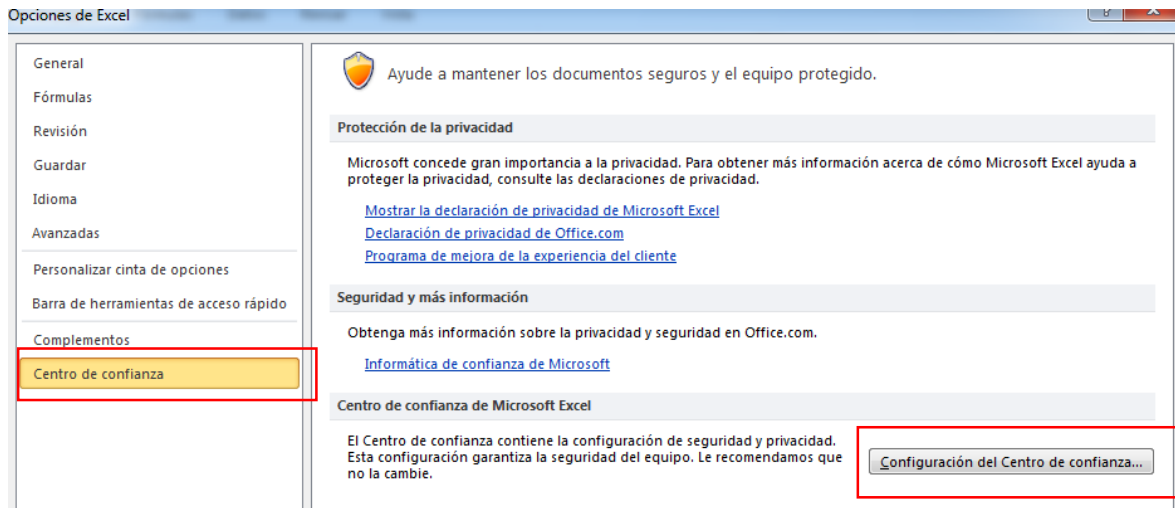 Opciones de Excel
General
Fórmulas
Revisión
Guardar
Idioma
Avanzadas
Personalizar cinta de opciones
Barra de herramientas de acceso rápido
Complementos
Centro de confianza
Ayude a mantener los documentos seguros y el equipo protegido.
Protección de la privacidad
Microsoft concede gran importancia a la privacidad. Para obtener más información acerca de cómo Microsoft Excel ayuda a
proteger la privacidad, consulte las declaraciones de privacidad.
Mostrar la declaración de privacidad de Microsoft Excel
Declaración de privacidad de Office.com
Programa de mejora de la experiencia del cliente
Seguridad y más información
Obtenga más información sobre la privacidad y seguridad en Office.com.
Informática de confianza de Microsoft
Centro de confianza de Microsoft Excel
El Centro de confianza contiene la configuración de seguridad y privacidad.
Esta configuración garantiza la seguridad del equipo. Le recomendamos que
no la cambie.
Configuración del Centro de confianza...